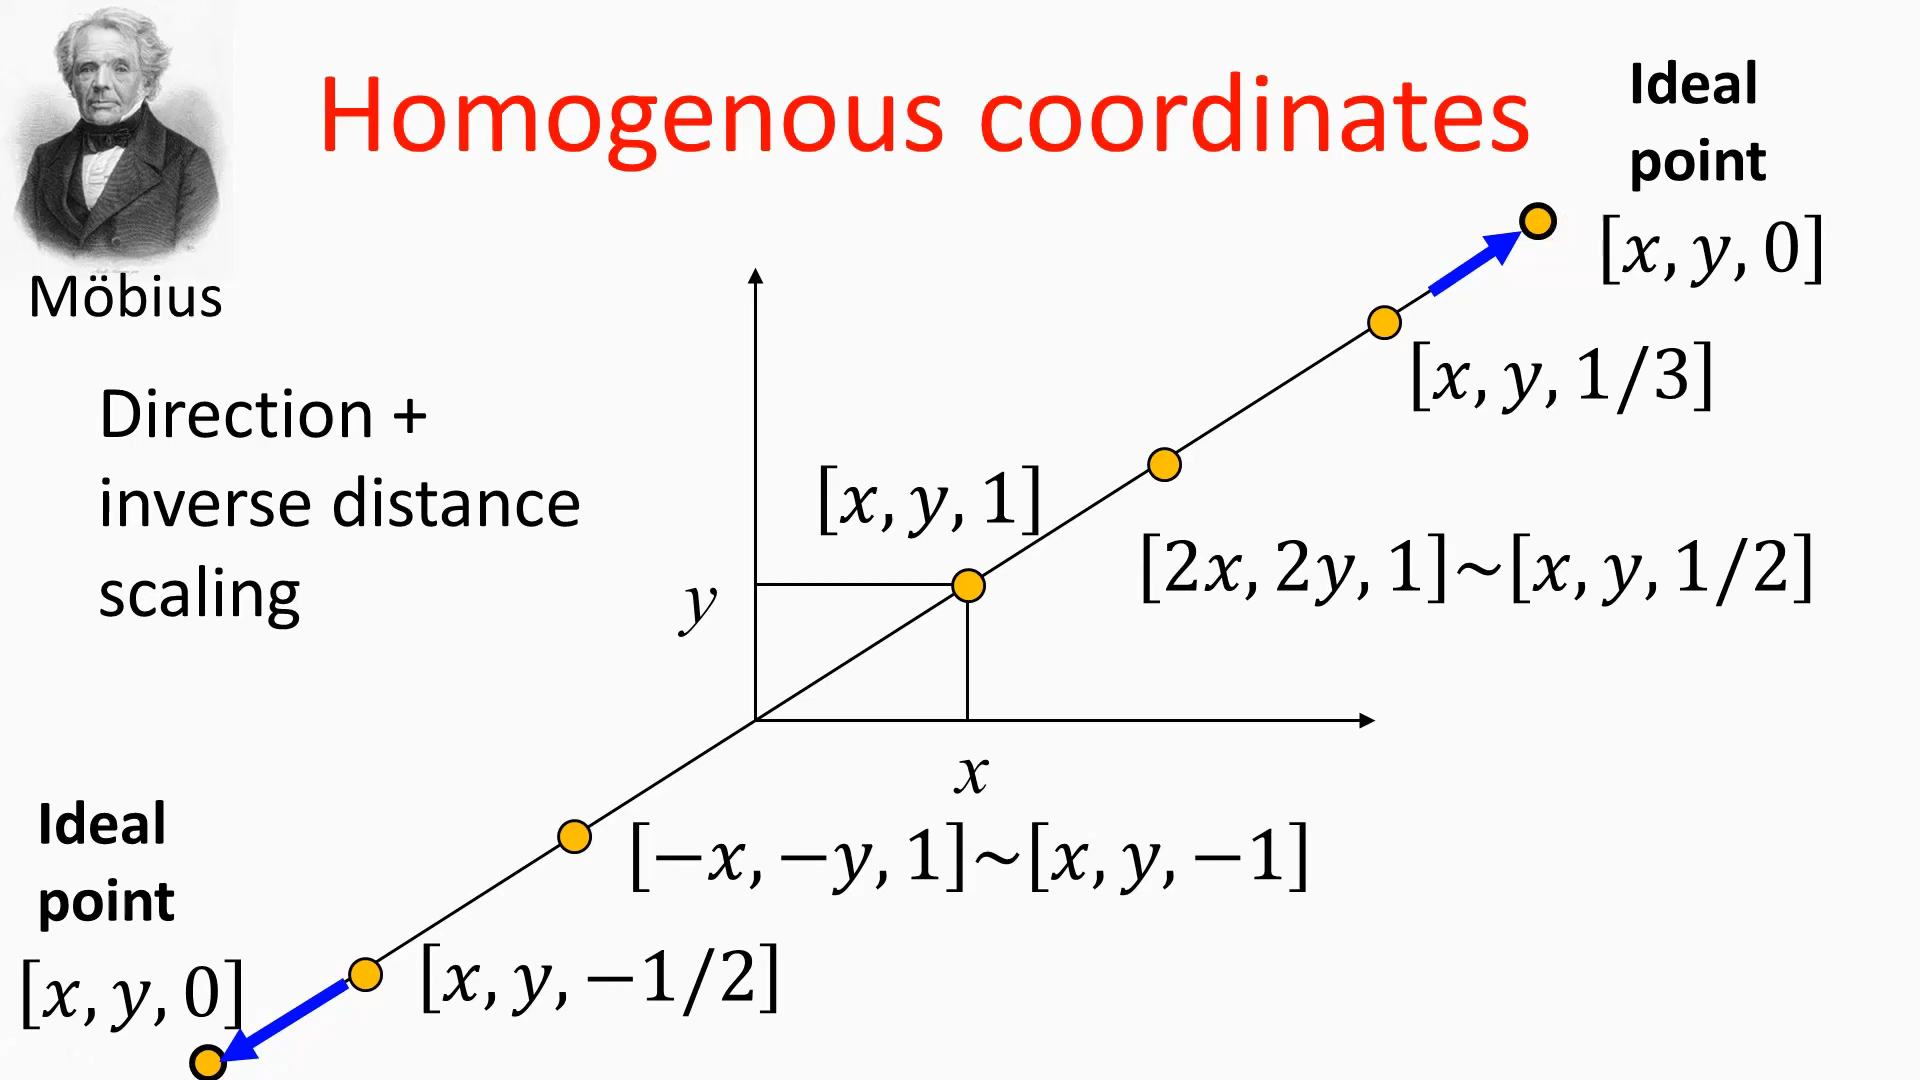 Homogenous coordinates
Möbius
Ideal
point
[x, y, 0]
[x, y, 1/3]
Direction +
inverse distance
scaling
[x, y, 1]
[2x, 2y, 1]~[x, y, 1/2]
y
x
[−x, −y, 1]~[x, y, −1]
Ideal
point
[x, y, 0]
[x, y, −1/2]